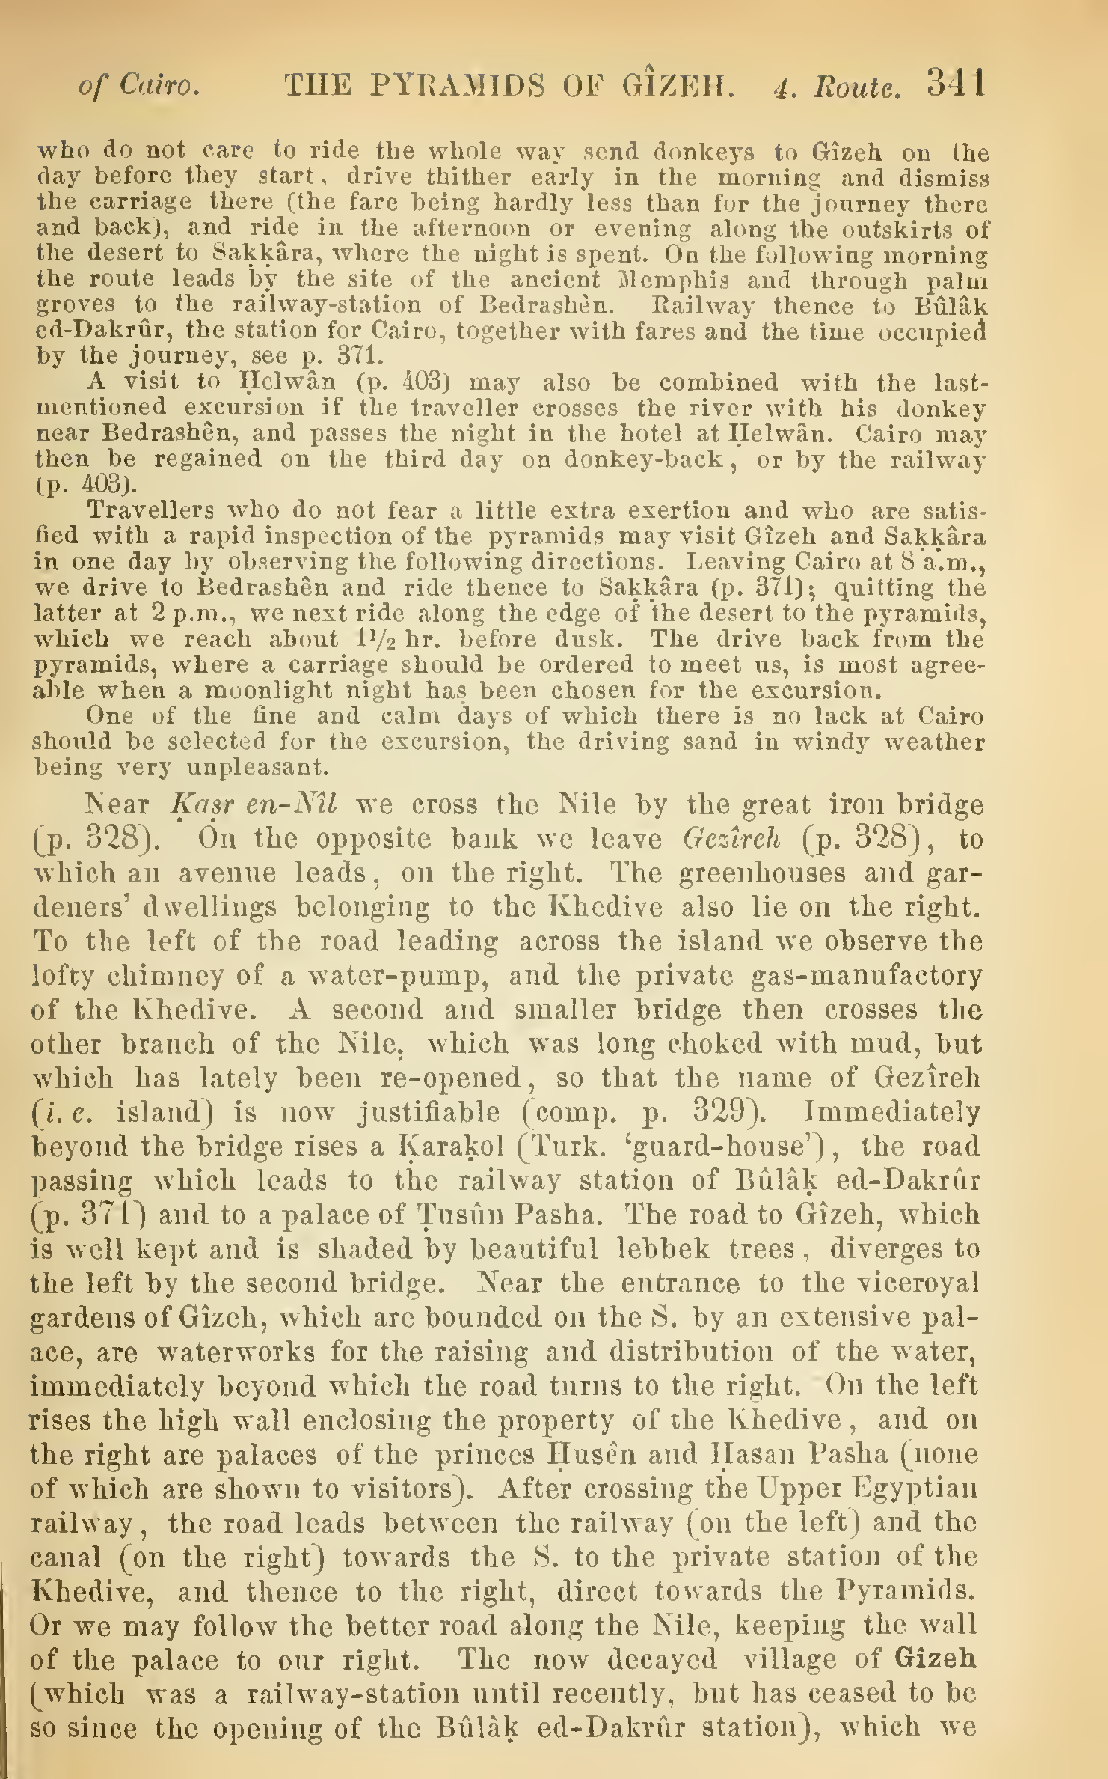 of Cairo. THE PYRAMIDS OF GÎZEH. 4. Route. 341
who do not care to ride the whole way send donkeys to Gîzeh on the
day before they start, drive thither early in the morning and dismiss
the carriage there (the fare being hardly less than for the journey there
and back), and ride in the afternoon or evening along the outskirts of
the desert to Saḳḳâra, where the night is spent. On the following morning
the route leads by the site of the ancient Memphis and through palm
groves to the railway-station of Bedrashên. Railway thence to Bûlâḳ
ed-Dakrûr, the station for Cairo, together with fares and the time occupied
by the journey, see p. 371.
A visit to Ḥelwân (p. 403) may also be combined with the last-
mentioned excursion if the traveller crosses the river with his donkey
near Bedrashên, and passes the night in the hotel at Ḥelwân. Cairo may
then be regained on the third day on donkey-back, or by the railway
(p. 403).
Travellers who do not fear a little extra exertion and who are satis-
fied with a rapid inspection of the pyramids may visit Gîzeh and Saḳḳâra
in one day by observing the following directions. Leaving Cairo at 8 a.m.,
we drive to Bedrashên and ride thence to Saḳḳâra (p. 371); quitting the
latter at 2 p.m., we next ride along the edge of the desert to the pyramids,
which we reach about 1½ hr. before dusk. The drive back from the
pyramids, where a carriage should be ordered to meet us, is most agree-
able when a moonlight night has been chosen for the excursion.
One of the fine and calm days of which there is no lack at Cairo
should be selected for the excursion, the driving sand in windy weather
being very unpleasant.
Near Ḳaṣr en-Nîl we cross the Nile by the great iron bridge
(p. 328). On the opposite bank we leave Gezîreh (p. 328), to
which an avenue leads, on the right. The greenhouses and gar-
deners' dwellings belonging to the Khedive also lie on the right.
To the left of the road leading across the island we observe the
lofty chimney of a water-pump, and the private gas-manufactory
of the Khedive. A second and smaller bridge then crosses the
other branch of the Nile, which was long choked with mud, but
which has lately been re-opened, so that the name of Gezîreh
(i. e. island) is now justifiable (comp. p. 329). Immediately
beyond the bridge rises a Ḳaraḳol (Turk. 'guard-house'), the road
passing which leads to the railway station of Bûlâḳ ed-Dakrûr
(p. 371) and to a palace of Ṭusûn Pasha. The road to Gîzeh, which
is well kept and is shaded by beautiful lebbek trees, diverges to
the left by the second bridge. Near the entrance to the viceroyal
gardens of Gîzeh, which are bounded on the S. by an extensive pal-
ace, are waterworks for the raising and distribution of the water,
immediately beyond which the road turns to the right. On the left
rises the high wall enclosing the property of the Khedive, and on
the right are palaces of the princes Ḥusên and Ḥasan Pasha (none
of which are shown to visitors). After crossing the Upper Egyptian
railway, the road leads between the railway (on the left) and the
canal (on the right) towards the S. to the private station of the
Khedive, and thence to the right, direct towards the Pyramids.
Or we may follow the better road along the Nile, keeping the wall
of the palace to our right. The now decayed village of Gîzeh
(which was a railway-station until recently, but has ceased to be
so since the opening of the Bûlâḳ ed-Dakrûr station), which we